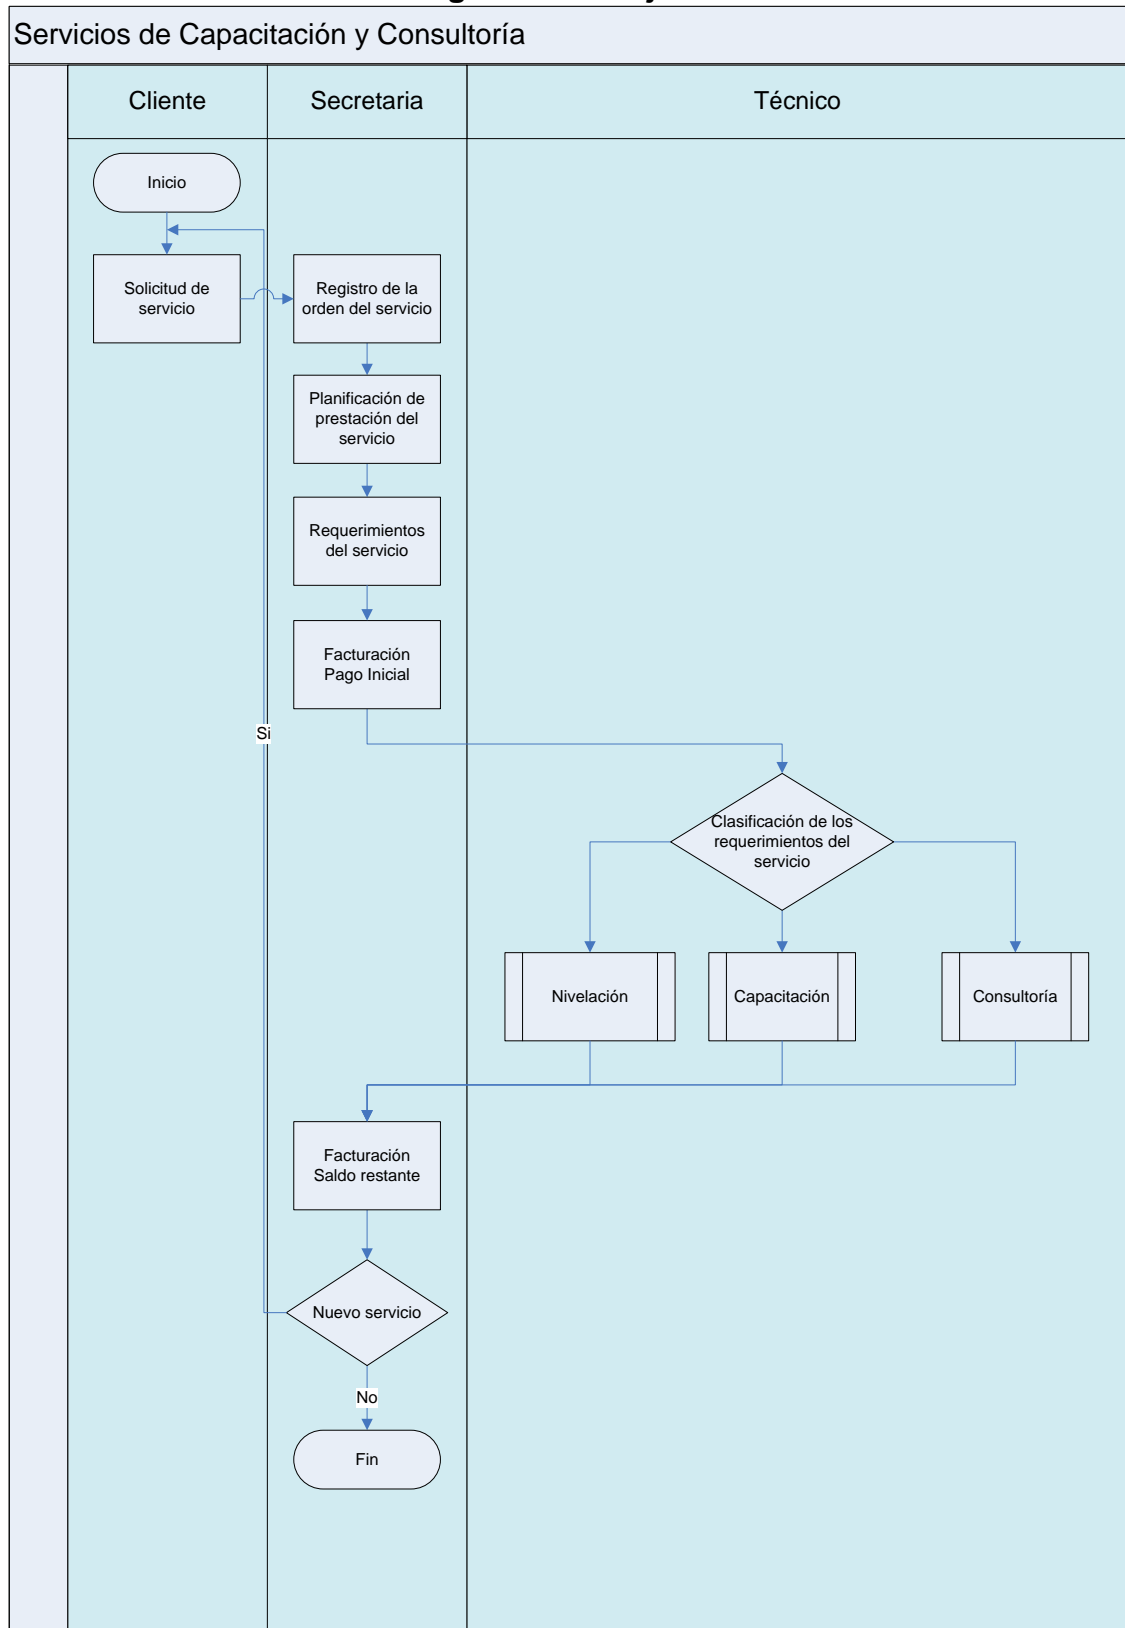 Servicios de Capacitación y Consultoría
Cliente
Secretaria
Técnico
Inicio
Solicitud de
servicio
Registro de la
orden del servicio
Planificación de
prestación del
servicio
Requerimientos
del servicio
Facturación
Pago Inicial
Si
Clasificación de los
requerimientos del
servicio
Nivelación
Capacitación
Consultoría
Facturación
Saldo restante
Nuevo servicio
No
Fin